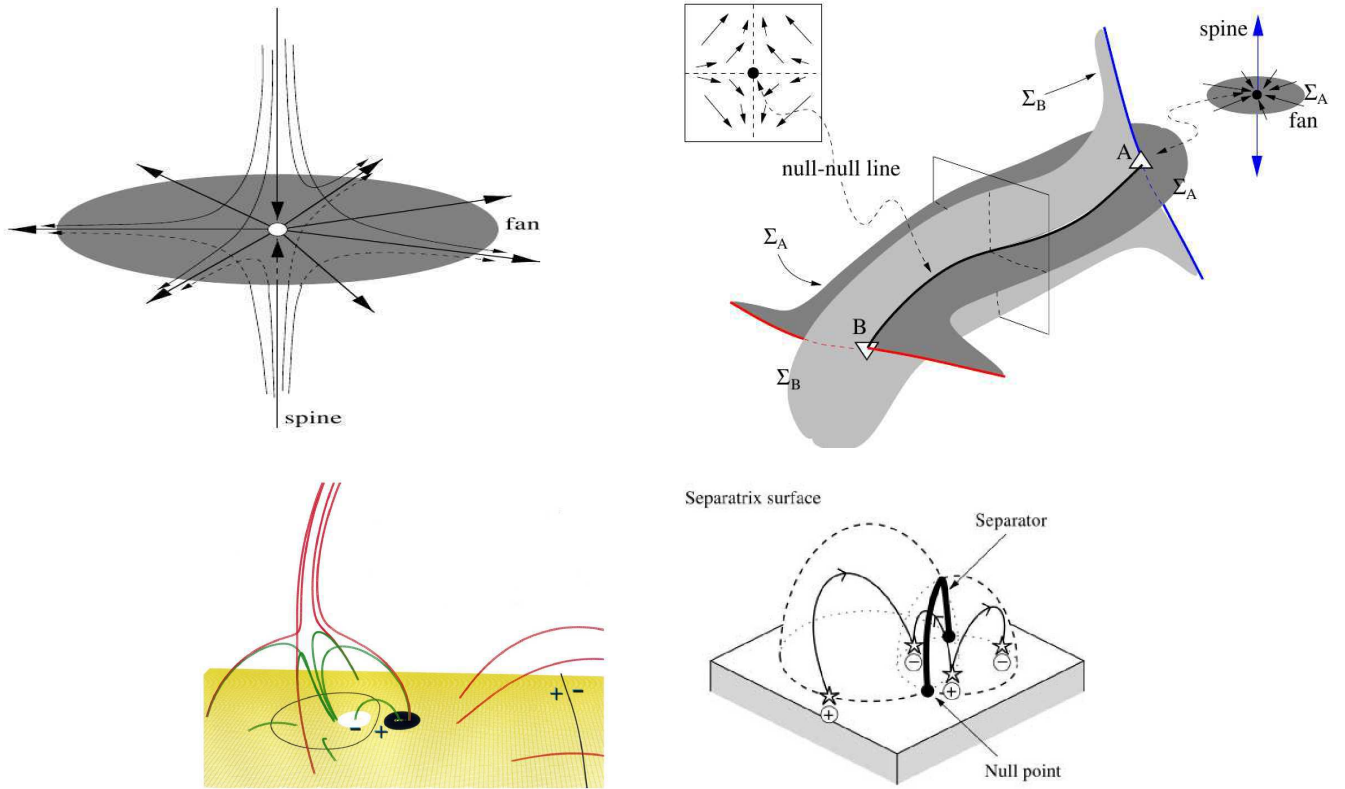 fan
spine
Σ_B
A
spine
Σ_A
fan
null-null line
Σ_A
Σ_A
B
Σ_B
-
+
+ -
Separatrix surface
Separator
−
−
+
+
Null point